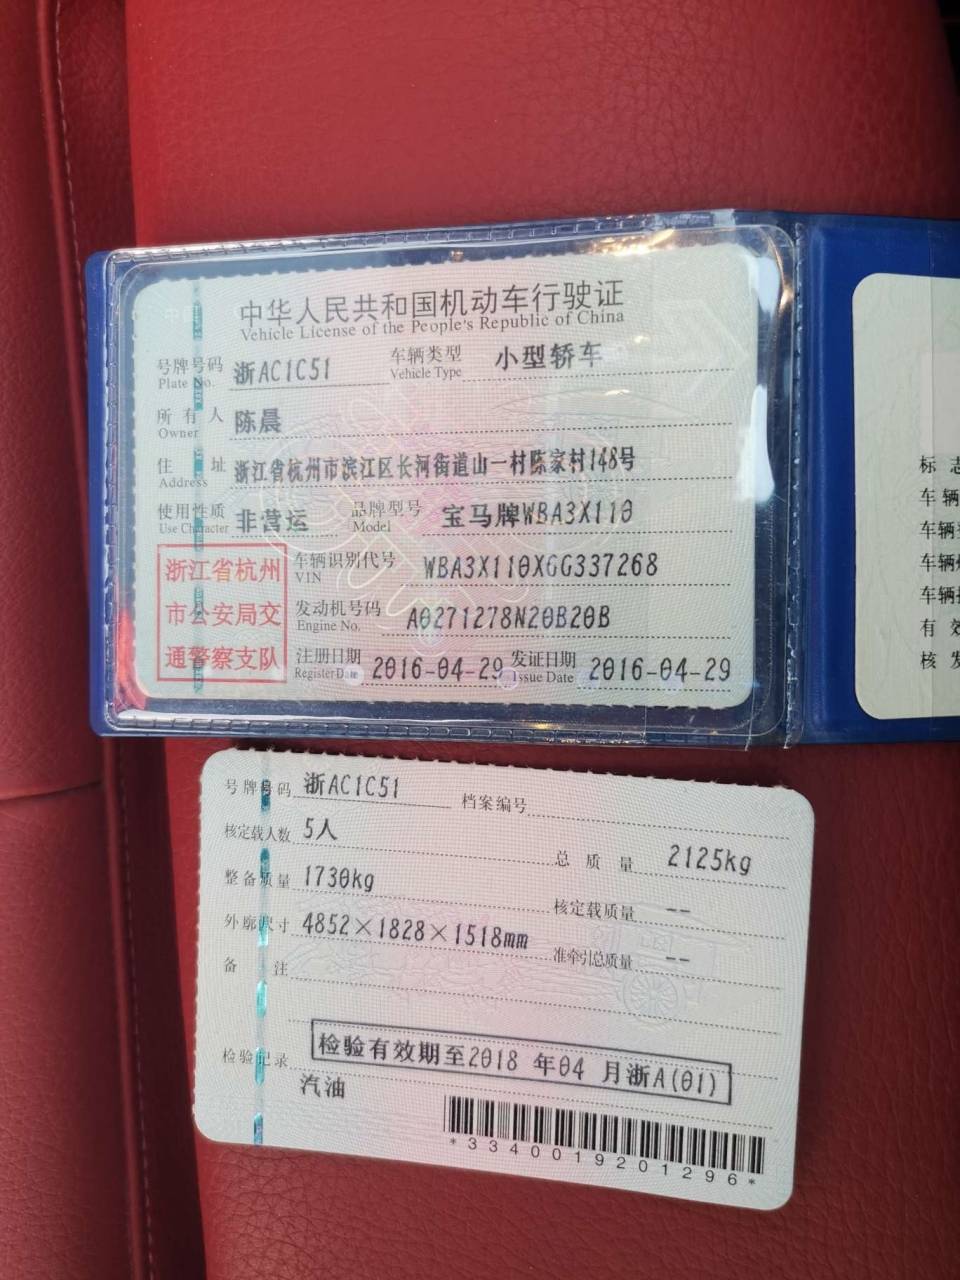 中华人民共和国机动车行驶证
Vehicle License of the People's Republic of China
号牌号码 浙AC1C51 车辆类型 小型轿车
Plate No. Vehicle Type
所有人 陈晨
Owner
住址 浙江省杭州市滨江区长河街道山一村陈家村148号
Address
使用性质 非营运 品牌型号 宝马牌WBA3X110
Use Character Model
浙江省杭州
市公安局交
通警察支队
车辆识别代号 WBA3X110XGG337268
VIN
发动机号码 A0271278N20B20B
Engine No.
注册日期 2016-04-29 发证日期 2016-04-29
Register Date Issue Date
标志
车辆
车辆
车辆
车辆
有效
核发
号牌号码 浙AC1C51 档案编号
核定载人数 5人 总质量 2125kg
整备质量 1730kg 核定载质量 --
外廓尺寸 4852×1828×1518mm 准牵引总质量 --
备注
检验记录 检验有效期至2018 年04 月浙A(01)
汽油
*3340019201296*